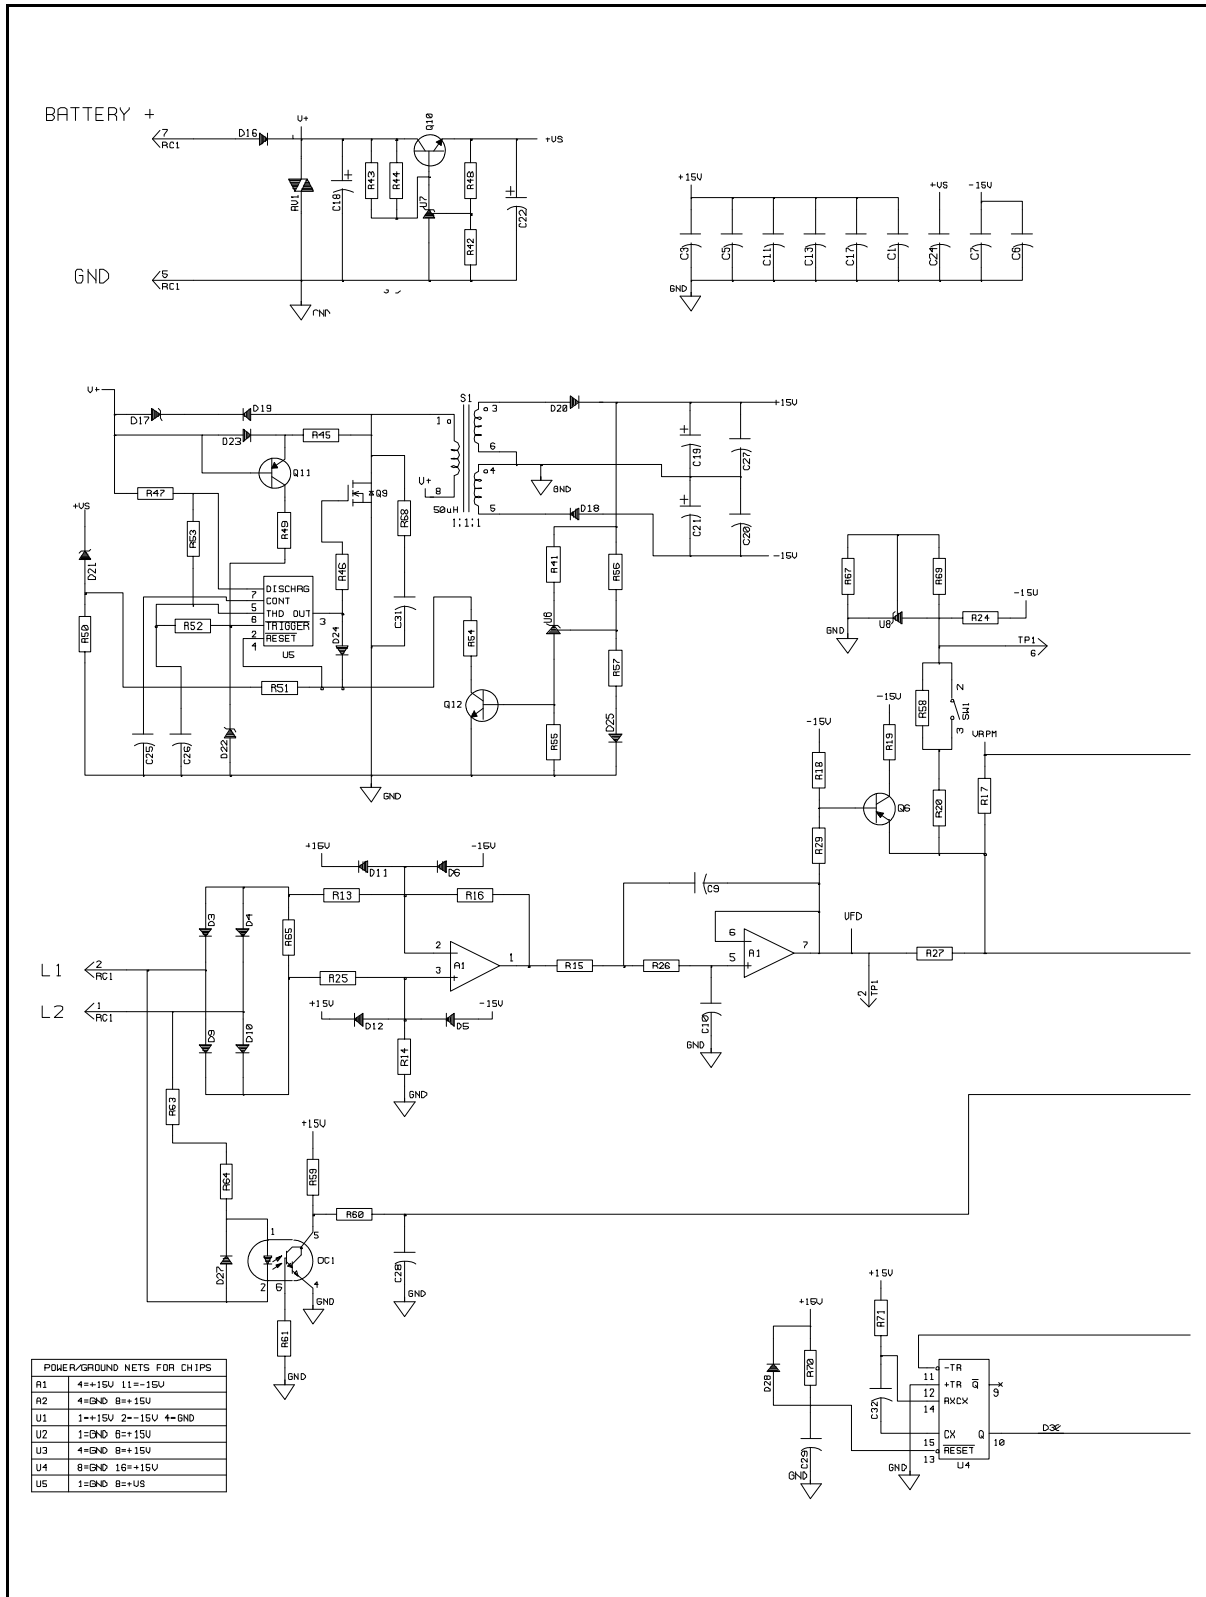 BATTERY +
7
RC1
D16
V+
Q10
+VS
RV1
C18
+
R43
R44
U7
R48
R42
+
C22
GND
5
RC1
+15V
+VS
-15V
C3
C5
C11
C13
C17
C1
C24
C7
C6
GND
V+
D17
D19
D23
R45
Q11
R47
R53
R49
+VS
D21
R50
DISCHRG
7
CONT
5
THD OUT
3
6
TRIGGER
2
RESET
4
U5
R52
R51
R46
D24
Q9
R68
C31
C25
C26
D22
GND
S1
1
3
6
4
5
V+
8
50uH
1:1:1
D20
D18
GND
+15V
-15V
+
C19
C27
+
C21
C20
R41
R56
U6
R57
R54
Q12
R55
D25
R67
R69
U8
GND
R24
-15V
TP1
6
R58
2
SW1
3
-15V
-15V
R19
R18
Q6
R29
R20
VRPM
R17
+15V
-15V
D11
D6
R13
R16
D3
D4
R65
2
3
A1
1
R25
+15V
-15V
D12
D5
R14
GND
L1
2
RC1
L2
1
RC1
D9
D10
R15
R26
C9
6
5
A1
7
C10
GND
VFD
2
TP1
R27
R63
R64
+15V
R59
R60
1
5
OC1
2
6
4
D27
GND
R61
GND
C28
GND
+15V
D28
R70
C29
GND
+15V
R71
C32
-TR
11
+TR Q
12
9
RXCX
14
CX Q
15
10
RESET
13
U4
GND
POWER/GROUND NETS FOR CHIPS
A1 4=+15V 11=-15V
A2 4=GND 8=+15V
U1 1=+15V 2=-15V 4=GND
U2 1=GND 6=+15V
U3 4=GND 8=+15V
U4 8=GND 16=+15V
U5 1=GND 8=+VS